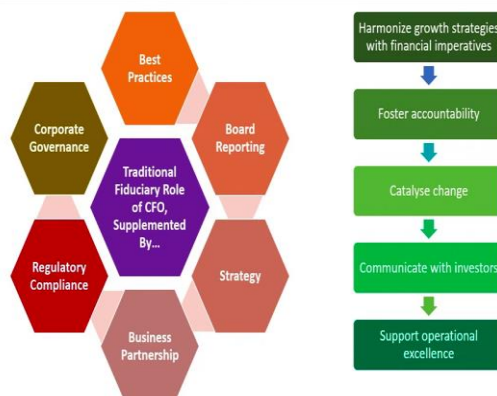 Best
Practices
Corporate
Governance
Board
Reporting
Traditional
Fiduciary Role
of CFO,
Supplemented
By...
Regulatory
Compliance
Strategy
Business
Partnership
Harmonize growth strategies
with financial imperatives
Foster accountability
Catalyse change
Communicate with investors
Support operational
excellence